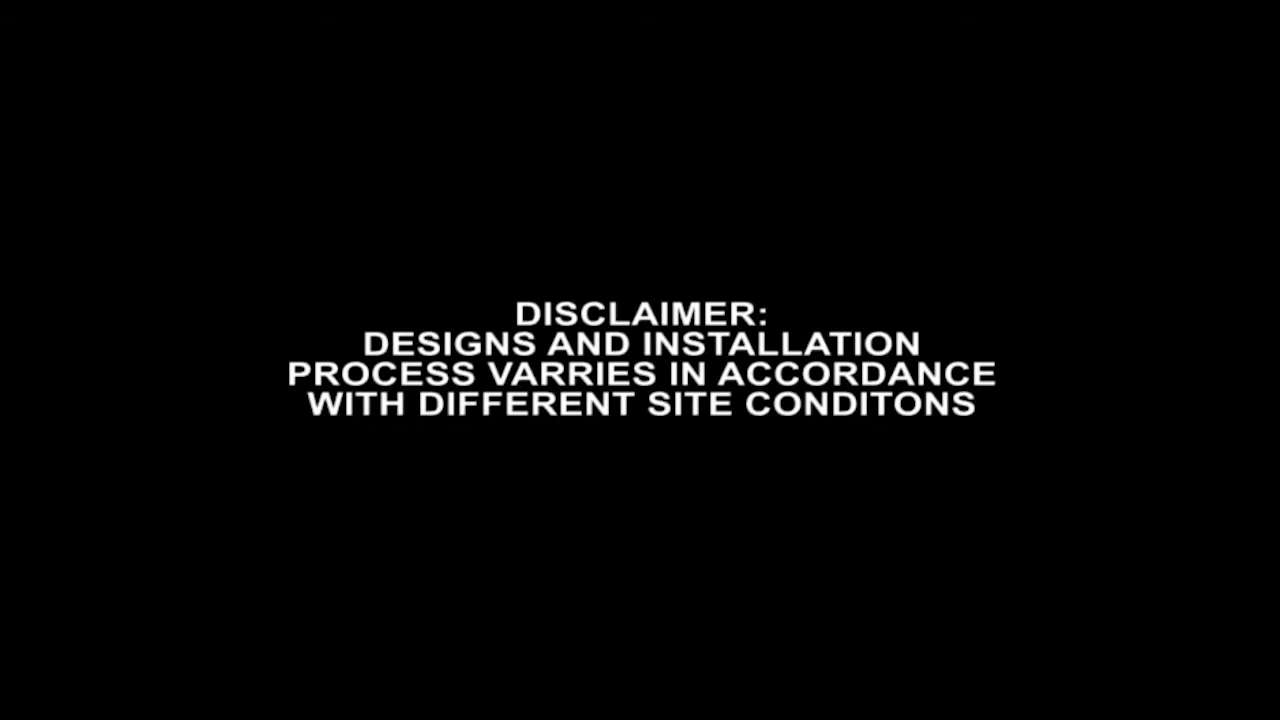 DISCLAIMER:
DESIGNS AND INSTALLATION
PROCESS VARRIES IN ACCORDANCE
WITH DIFFERENT SITE CONDITONS